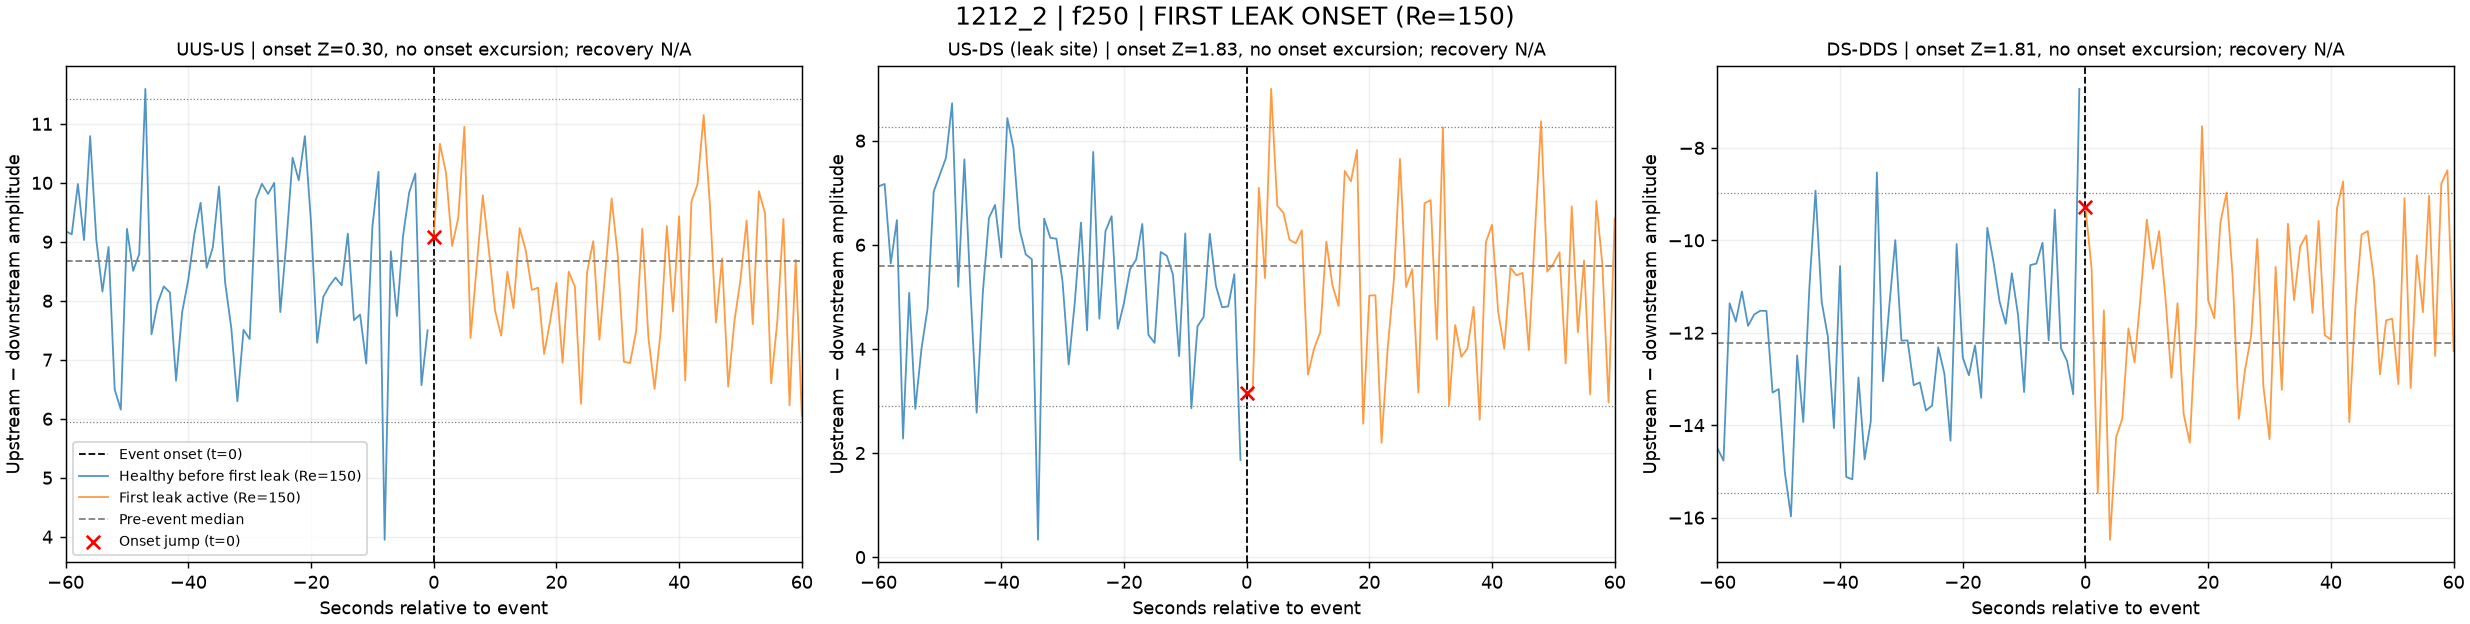 1212_2 | f250 | FIRST LEAK ONSET (Re=150)
UUS-US | onset Z=0.30, no onset excursion; recovery N/A
Upstream − downstream amplitude
11
10
9
8
7
6
5
4
Event onset (t=0)
Healthy before first leak (Re=150)
First leak active (Re=150)
Pre-event median
Onset jump (t=0)
−60 −40 −20 0 20 40 60
Seconds relative to event
US-DS (leak site) | onset Z=1.83, no onset excursion; recovery N/A
Upstream − downstream amplitude
8
6
4
2
0
−60 −40 −20 0 20 40 60
Seconds relative to event
DS-DDS | onset Z=1.81, no onset excursion; recovery N/A
Upstream − downstream amplitude
−8
−10
−12
−14
−16
−60 −40 −20 0 20 40 60
Seconds relative to event